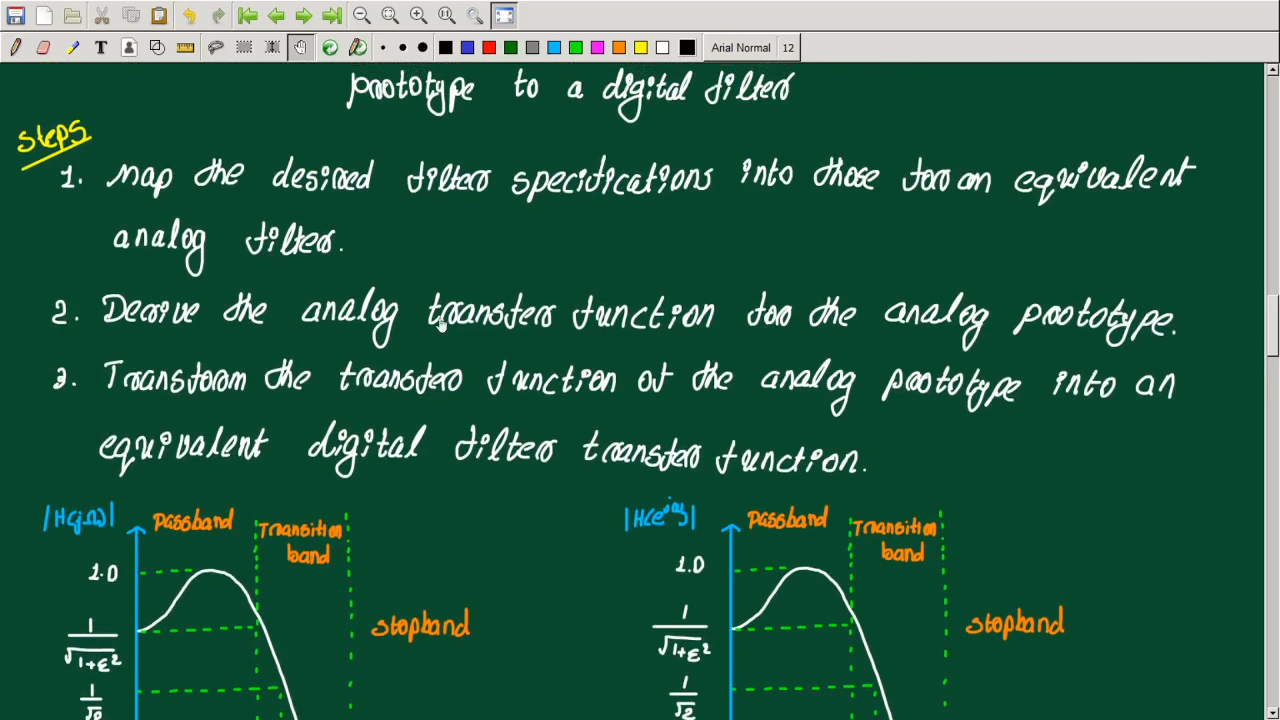 Arial Normal 12
prototype to a digital filter
Steps
1. Map the desired filter specifications into those for an equivalent
analog filter.
2. Derive the analog transfer function for the analog prototype.
3. Transform the transfer function of the analog prototype into an
equivalent digital filter transfer function.
|H(jΩ)| Passband Transition band
1.0
1/√1+ε²
stopband
1/√2
|H(e^jω)| Passband Transition band
1.0
1/√1+ε²
stopband
1/√2